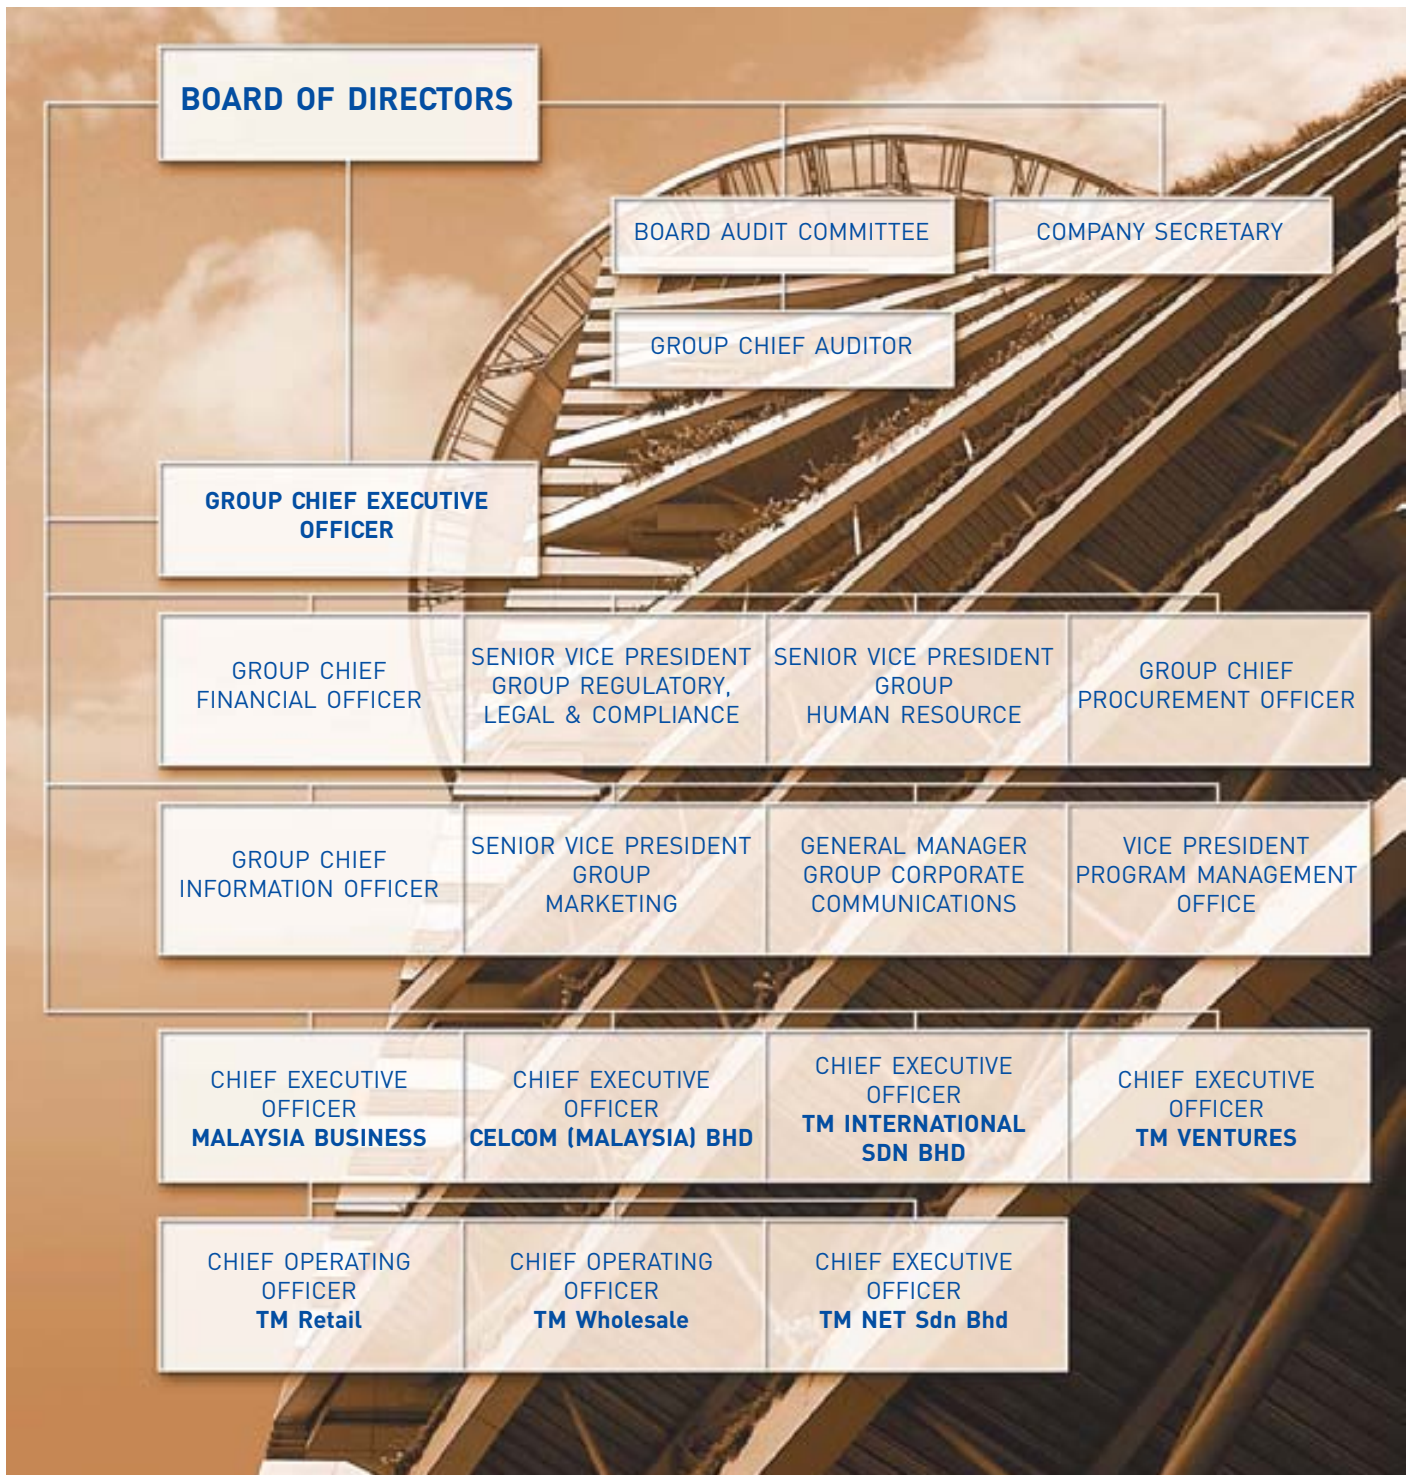 BOARD OF DIRECTORS
BOARD AUDIT COMMITTEE
COMPANY SECRETARY
GROUP CHIEF AUDITOR
GROUP CHIEF EXECUTIVE
OFFICER
GROUP CHIEF
FINANCIAL OFFICER
SENIOR VICE PRESIDENT
GROUP REGULATORY,
LEGAL & COMPLIANCE
SENIOR VICE PRESIDENT
GROUP
HUMAN RESOURCE
GROUP CHIEF
PROCUREMENT OFFICER
GROUP CHIEF
INFORMATION OFFICER
SENIOR VICE PRESIDENT
GROUP
MARKETING
GENERAL MANAGER
GROUP CORPORATE
COMMUNICATIONS
VICE PRESIDENT
PROGRAM MANAGEMENT
OFFICE
CHIEF EXECUTIVE
OFFICER
MALAYSIA BUSINESS
CHIEF EXECUTIVE
OFFICER
CELCOM (MALAYSIA) BHD
CHIEF EXECUTIVE
OFFICER
TM INTERNATIONAL
SDN BHD
CHIEF EXECUTIVE
OFFICER
TM VENTURES
CHIEF OPERATING
OFFICER
TM Retail
CHIEF OPERATING
OFFICER
TM Wholesale
CHIEF EXECUTIVE
OFFICER
TM NET Sdn Bhd